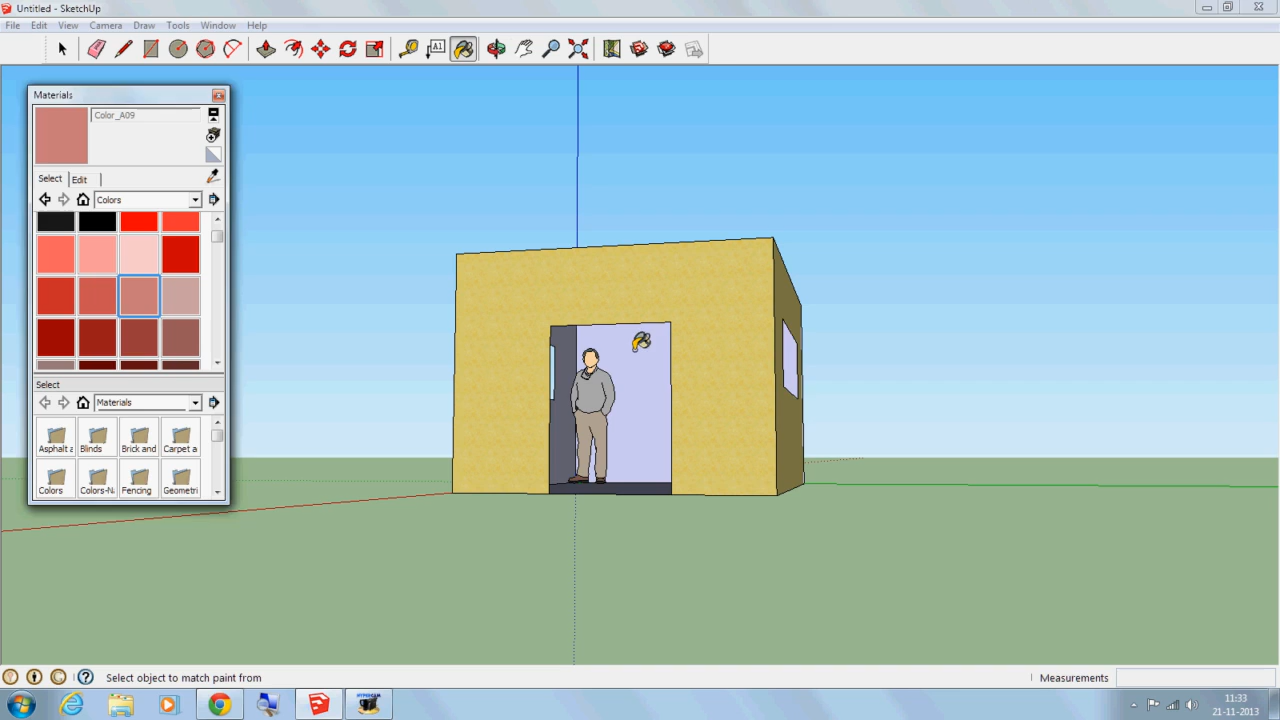 Untitled - SketchUp
File Edit View Camera Draw Tools Window Help
A1
Materials
Color_A09
Select Edit
Colors
Select
Materials
Asphalt a Blinds Brick and Carpet a
Colors Colors-N Fencing Geometri
Select object to match paint from
Measurements
HYPERCAM
11:33
21-11-2013